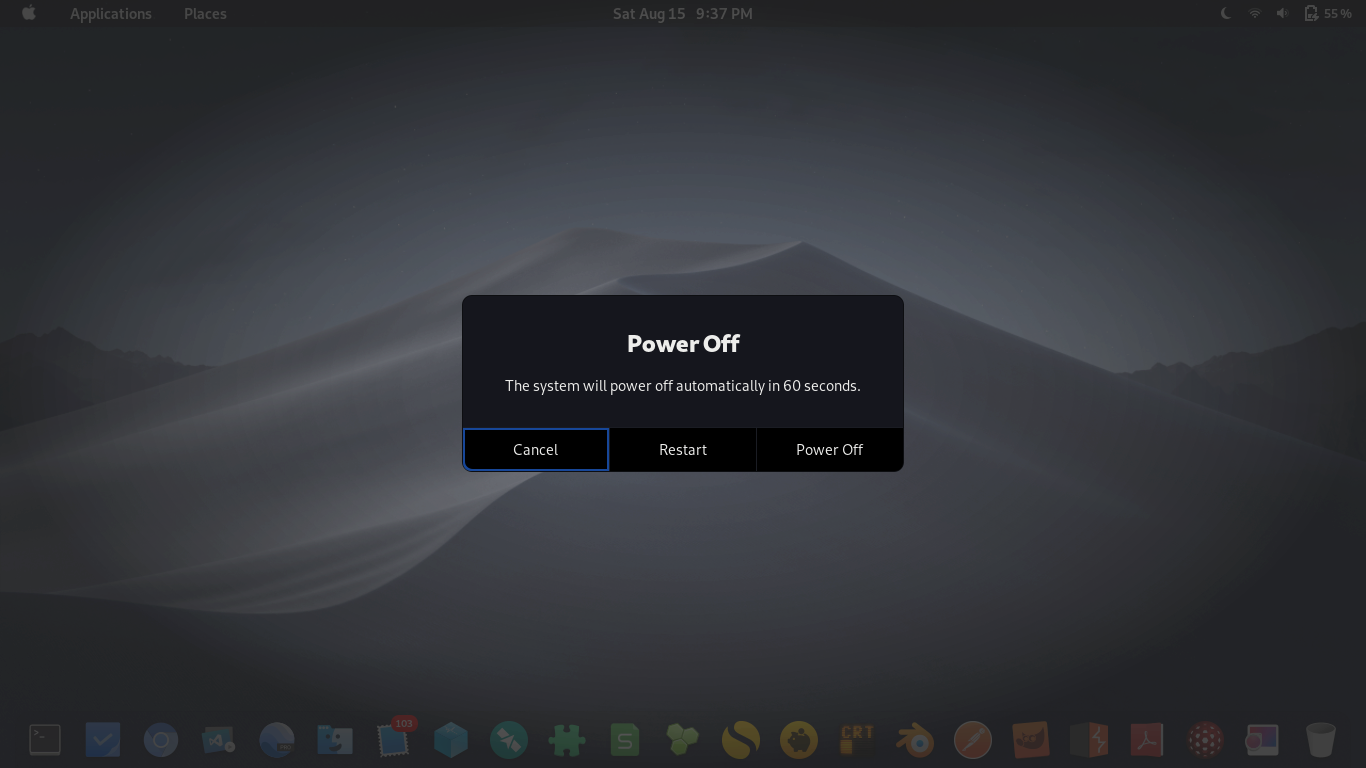 Applications Places Sat Aug 15 9:37 PM 55 %
Power Off
The system will power off automatically in 60 seconds.
Cancel Restart Power Off
>_ 103 S CRT